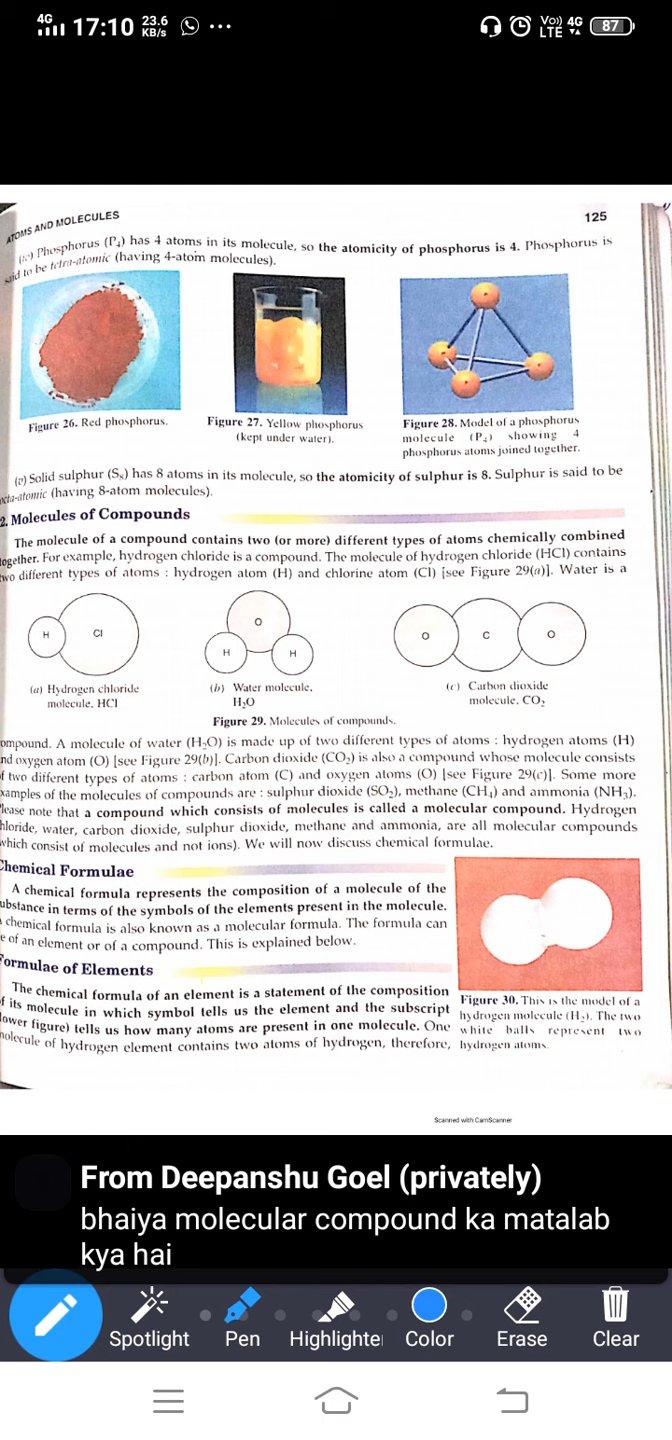 4G 17:10 23.6 KB/s ... Vo)) LTE 4G 87
ATOMS AND MOLECULES
125
(iv) Phosphorus (P₄) has 4 atoms in its molecule, so the atomicity of phosphorus is 4. Phosphorus is
said to be tetra-atomic (having 4-atom molecules).
Figure 26. Red phosphorus.
Figure 27. Yellow phosphorus
(kept under water).
Figure 28. Model of a phosphorus
molecule (P₄) showing 4
phosphorus atoms joined together.
(v) Solid sulphur (S₈) has 8 atoms in its molecule, so the atomicity of sulphur is 8. Sulphur is said to be
octa-atomic (having 8-atom molecules).
2. Molecules of Compounds
The molecule of a compound contains two (or more) different types of atoms chemically combined
together. For example, hydrogen chloride is a compound. The molecule of hydrogen chloride (HCl) contains
two different types of atoms : hydrogen atom (H) and chlorine atom (Cl) [see Figure 29(a)]. Water is a
H Cl
O
H H
O C O
(a) Hydrogen chloride
molecule, HCl
(b) Water molecule,
H₂O
(c) Carbon dioxide
molecule, CO₂
Figure 29. Molecules of compounds.
ompound. A molecule of water (H₂O) is made up of two different types of atoms : hydrogen atoms (H)
nd oxygen atom (O) [see Figure 29(b)]. Carbon dioxide (CO₂) is also a compound whose molecule consists
f two different types of atoms : carbon atom (C) and oxygen atoms (O) [see Figure 29(c)]. Some more
xamples of the molecules of compounds are : sulphur dioxide (SO₂), methane (CH₄) and ammonia (NH₃).
lease note that a compound which consists of molecules is called a molecular compound. Hydrogen
hloride, water, carbon dioxide, sulphur dioxide, methane and ammonia, are all molecular compounds
which consist of molecules and not ions). We will now discuss chemical formulae.
Chemical Formulae
A chemical formula represents the composition of a molecule of the
ubstance in terms of the symbols of the elements present in the molecule.
chemical formula is also known as a molecular formula. The formula can
e of an element or of a compound. This is explained below.
Formulae of Elements
The chemical formula of an element is a statement of the composition
f its molecule in which symbol tells us the element and the subscript
lower figure) tells us how many atoms are present in one molecule. One
molecule of hydrogen element contains two atoms of hydrogen, therefore,
Figure 30. This is the model of a
hydrogen molecule (H₂). The two
white balls represent two
hydrogen atoms.
Scanned with CamScanner
From Deepanshu Goel (privately)
bhaiya molecular compound ka matalab
kya hai
Spotlight Pen Highlighte Color Erase Clear